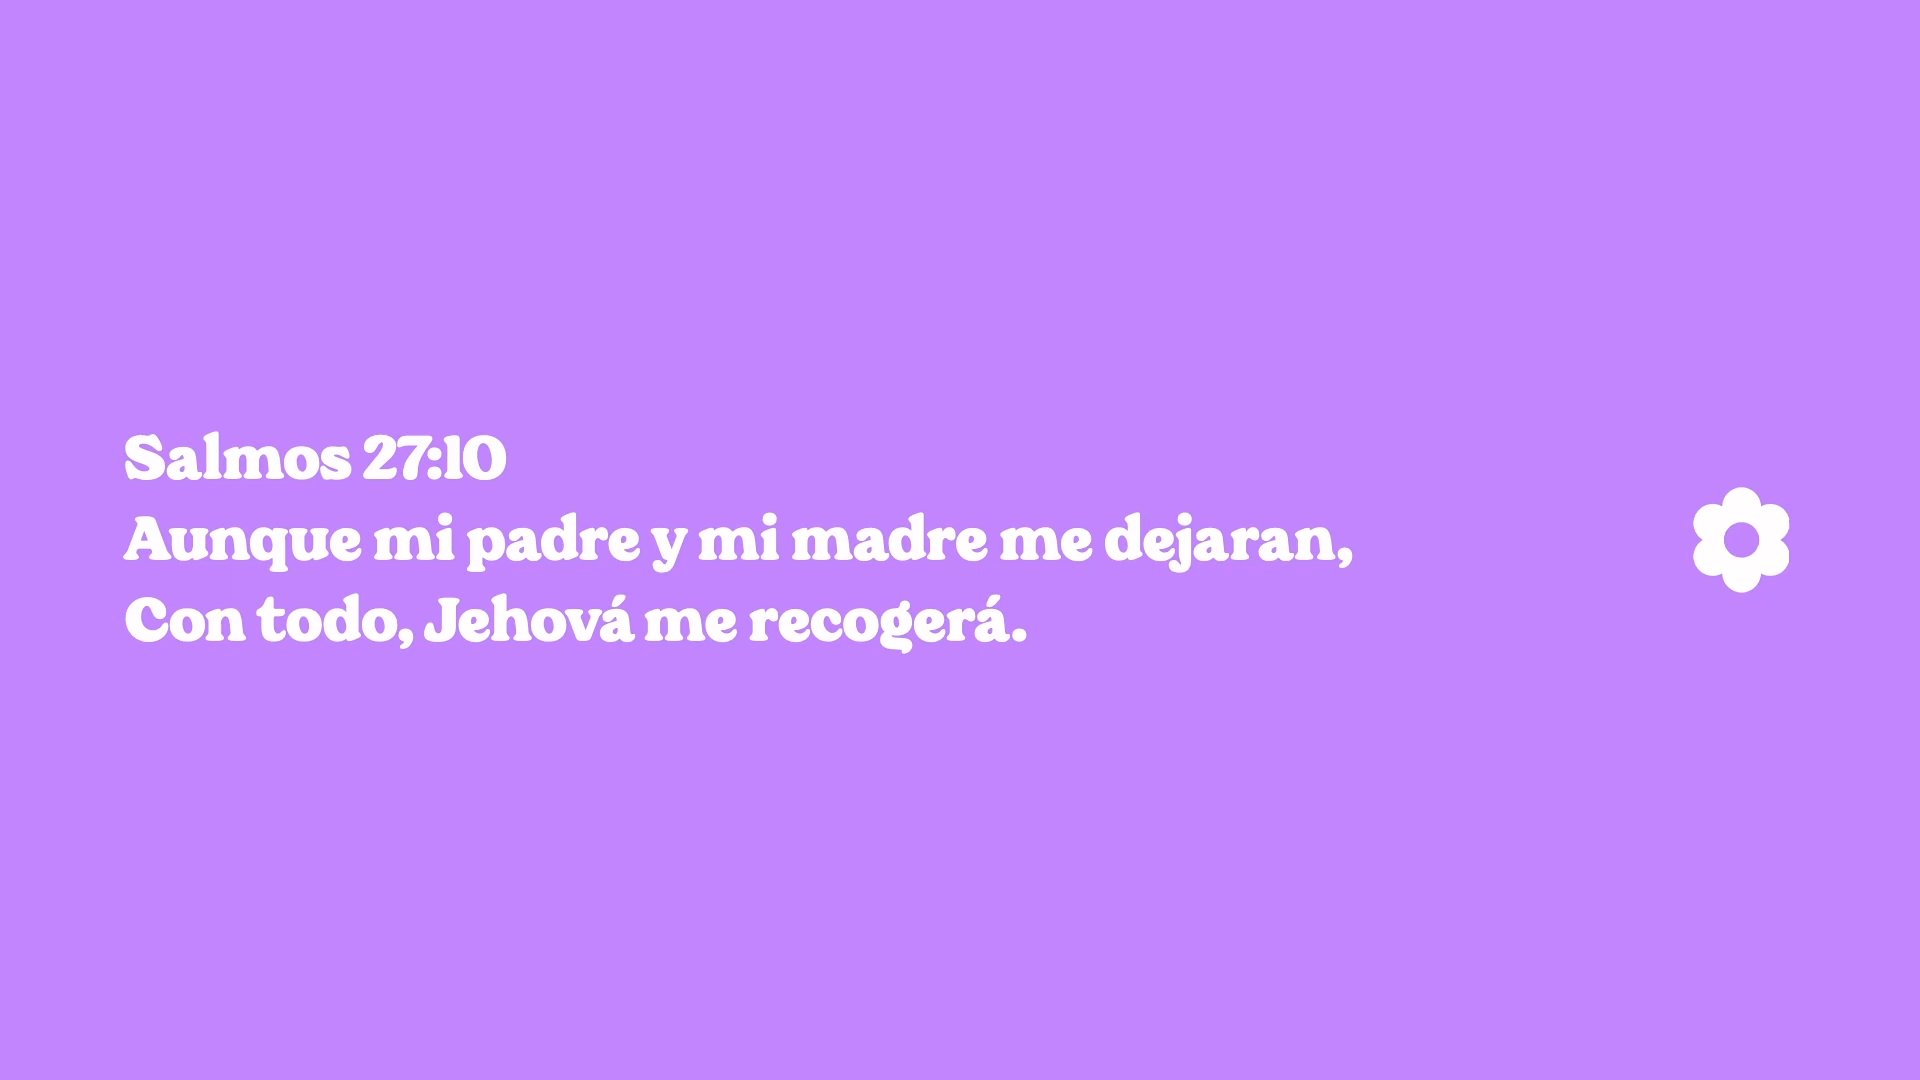 Salmos 27:10
Aunque mi padre y mi madre me dejaran,
Con todo, Jehová me recogerá.